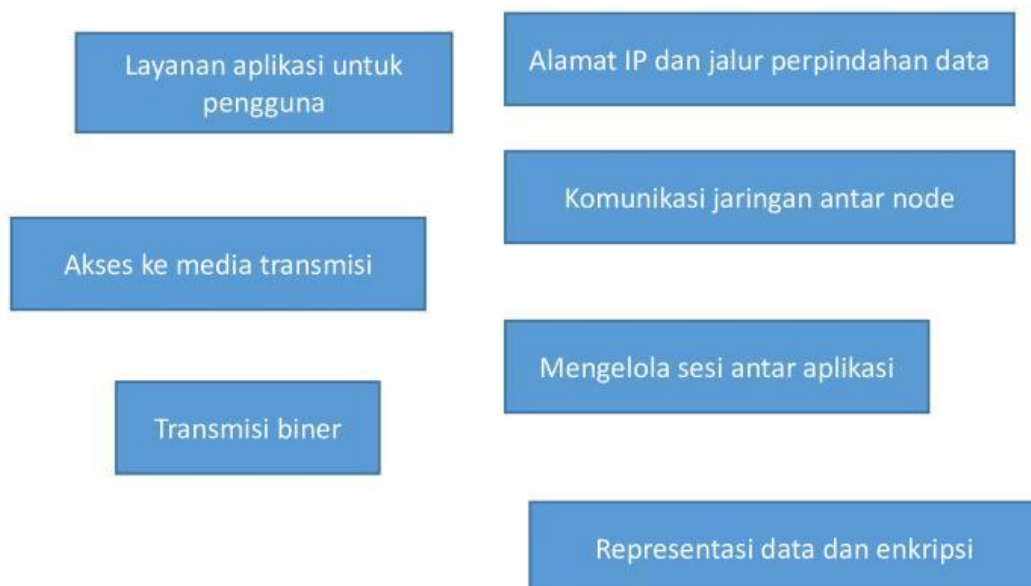 Layanan aplikasi untuk
pengguna
Alamat IP dan jalur perpindahan data
Komunikasi jaringan antar node
Akses ke media transmisi
Mengelola sesi antar aplikasi
Transmisi biner
Representasi data dan enkripsi